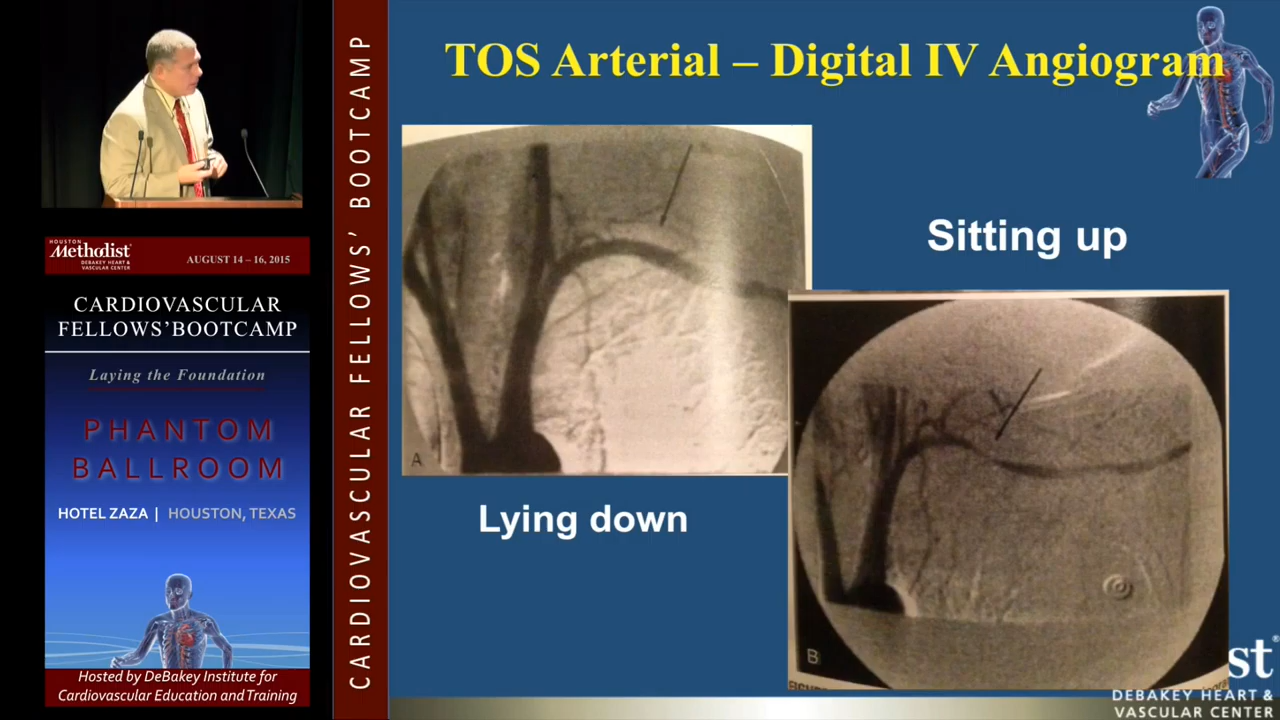 HOUSTON
Methodist
DEBAKEY HEART &
VASCULAR CENTER
AUGUST 14 – 16, 2015
CARDIOVASCULAR
FELLOWS' BOOTCAMP
Laying the Foundation
PHANTOM
BALLROOM
HOTEL ZAZA | HOUSTON, TEXAS
Hosted by DeBakey Institute for
Cardiovascular Education and Training
CARDIOVASCULAR FELLOWS' BOOTCAMP
TOS Arterial – Digital IV Angiogram
Sitting up
A
Lying down
B
st
DEBAKEY HEART &
VASCULAR CENTER